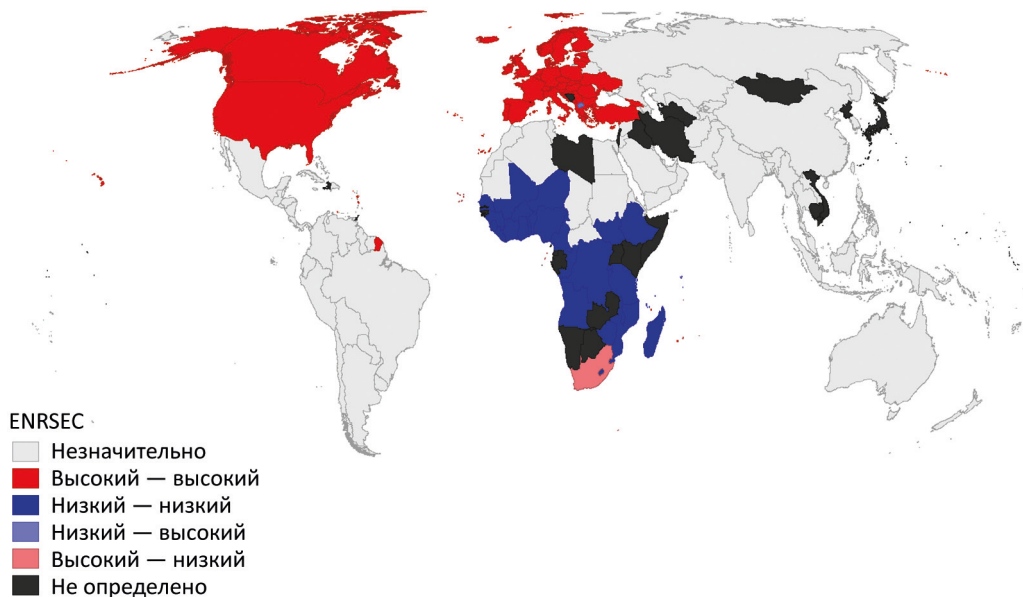 ENRSEC
Незначительно
Высокий — высокий
Низкий — низкий
Низкий — высокий
Высокий — низкий
Не определено